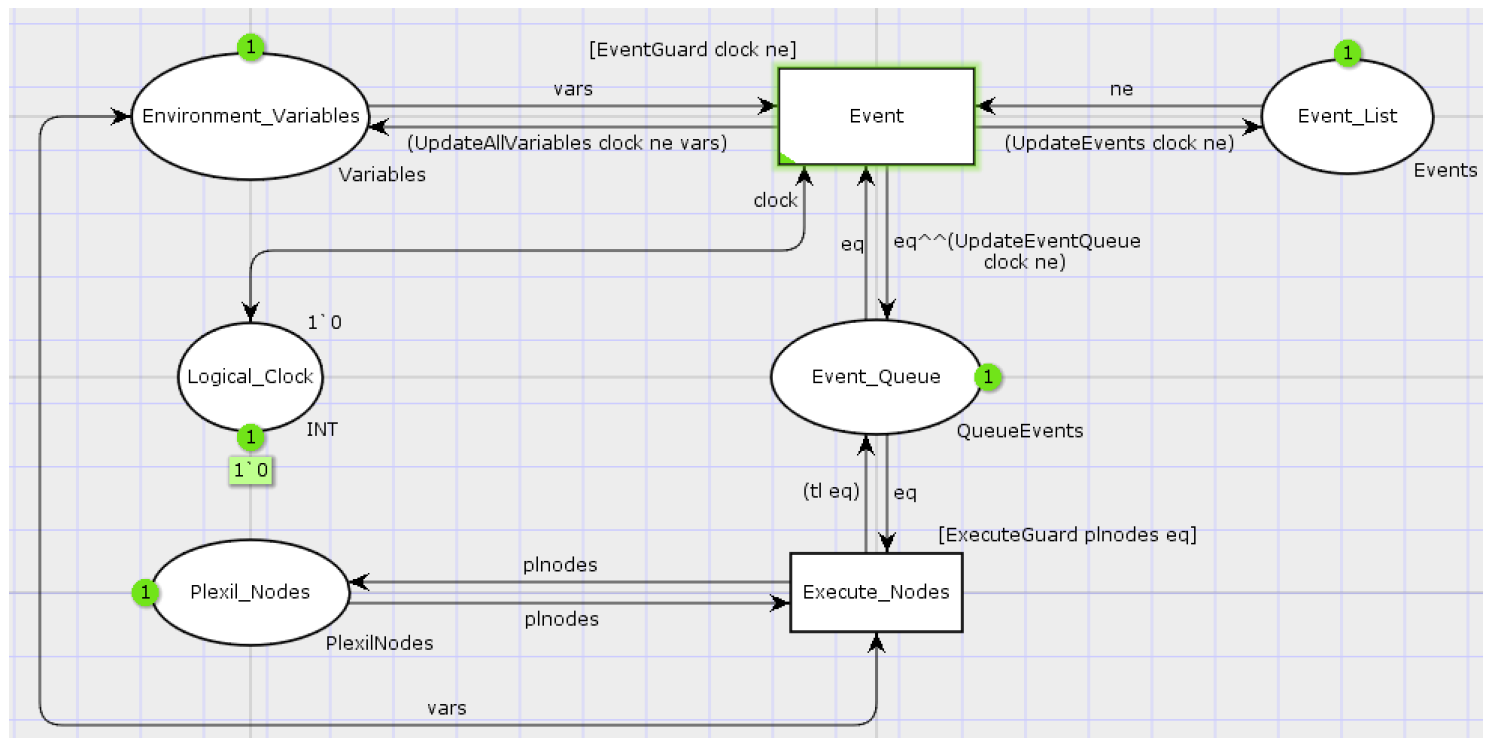 1
[EventGuard clock ne]
1
vars
ne
Environment_Variables
Event
Event_List
(UpdateAllVariables clock ne vars)
(UpdateEvents clock ne)
Variables
Events
clock
eq
eq^^(UpdateEventQueue
clock ne)
1`0
Logical_Clock
Event_Queue
1
INT
QueueEvents
1
1`0
(tl eq)
eq
[ExecuteGuard plnodes eq]
plnodes
1
Plexil_Nodes
Execute_Nodes
plnodes
PlexilNodes
vars